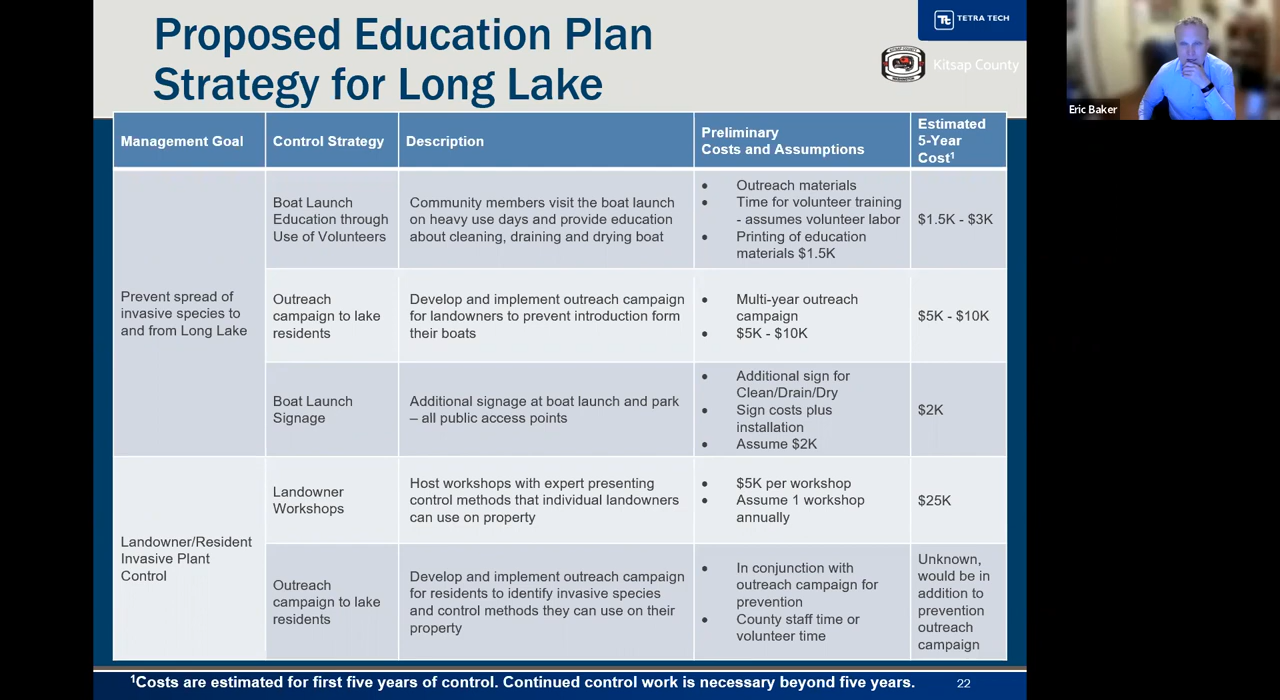 Proposed Education Plan
Strategy for Long Lake
TETRA TECH
KITSAP COUNTY
WASHINGTON
Kitsap County
Eric Baker
Management Goal
Control Strategy
Description
Preliminary
Costs and Assumptions
Estimated
5-Year
Cost¹
Prevent spread of
invasive species to
and from Long Lake
Boat Launch
Education through
Use of Volunteers
Community members visit the boat launch
on heavy use days and provide education
about cleaning, draining and drying boat
• Outreach materials
• Time for volunteer training
- assumes volunteer labor
• Printing of education
materials $1.5K
$1.5K - $3K
Outreach
campaign to lake
residents
Develop and implement outreach campaign
for landowners to prevent introduction form
their boats
• Multi-year outreach
campaign
• $5K - $10K
$5K - $10K
Boat Launch
Signage
Additional signage at boat launch and park
– all public access points
• Additional sign for
Clean/Drain/Dry
• Sign costs plus
installation
• Assume $2K
$2K
Landowner/Resident
Invasive Plant
Control
Landowner
Workshops
Host workshops with expert presenting
control methods that individual landowners
can use on property
• $5K per workshop
• Assume 1 workshop
annually
$25K
Outreach
campaign to lake
residents
Develop and implement outreach campaign
for residents to identify invasive species
and control methods they can use on their
property
• In conjunction with
outreach campaign for
prevention
• County staff time or
volunteer time
Unknown,
would be in
addition to
prevention
outreach
campaign
¹Costs are estimated for first five years of control. Continued control work is necessary beyond five years.
22